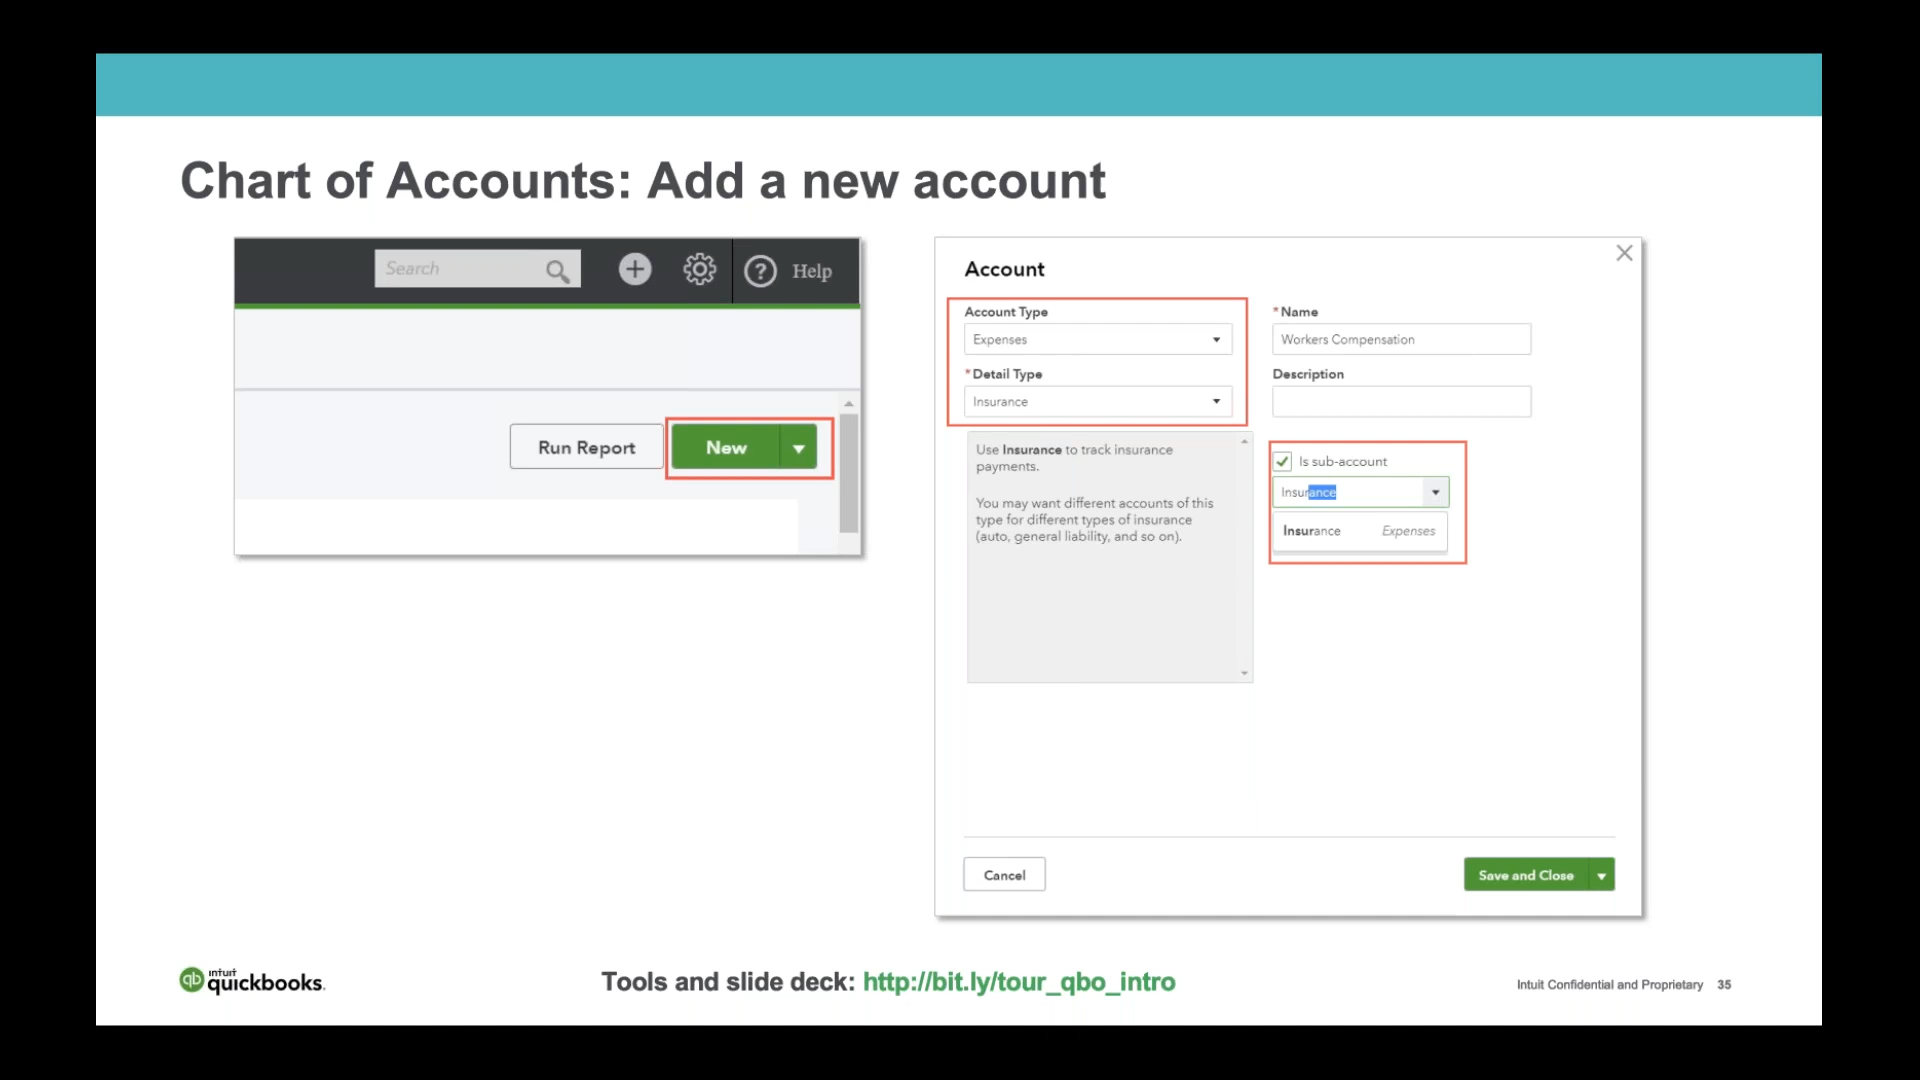 Chart of Accounts: Add a new account
Search
Help
Run Report
New
Account
Account Type
Expenses
*Detail Type
Insurance
Use Insurance to track insurance
payments.
You may want different accounts of this
type for different types of insurance
(auto, general liability, and so on).
*Name
Workers Compensation
Description
Is sub-account
Insurance
Insurance Expenses
Cancel
Save and Close
qb intuit quickbooks.
Tools and slide deck: http://bit.ly/tour_qbo_intro
Intuit Confidential and Proprietary 35